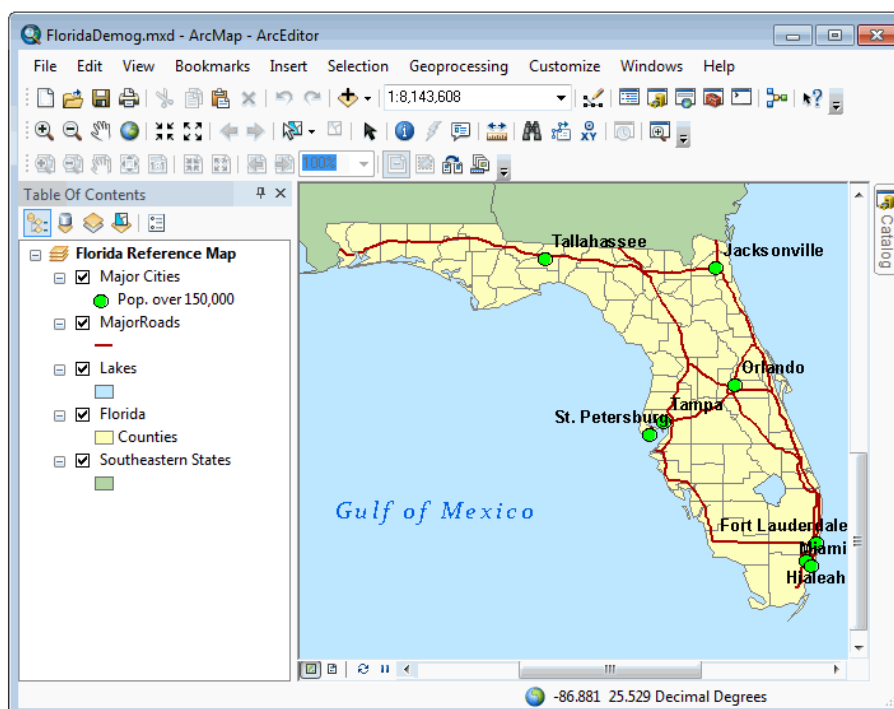 FloridaDemog.mxd - ArcMap - ArcEditor
File Edit View Bookmarks Insert Selection Geoprocessing Customize Windows Help
1:8,143,608
100%
Table Of Contents
Florida Reference Map
Major Cities
Pop. over 150,000
MajorRoads
Lakes
Florida
Counties
Southeastern States
Tallahassee
Jacksonville
Orlando
Tampa
St. Petersburg
Gulf of Mexico
Fort Lauderdale
Miami
Hialeah
Catalog
-86.881 25.529 Decimal Degrees